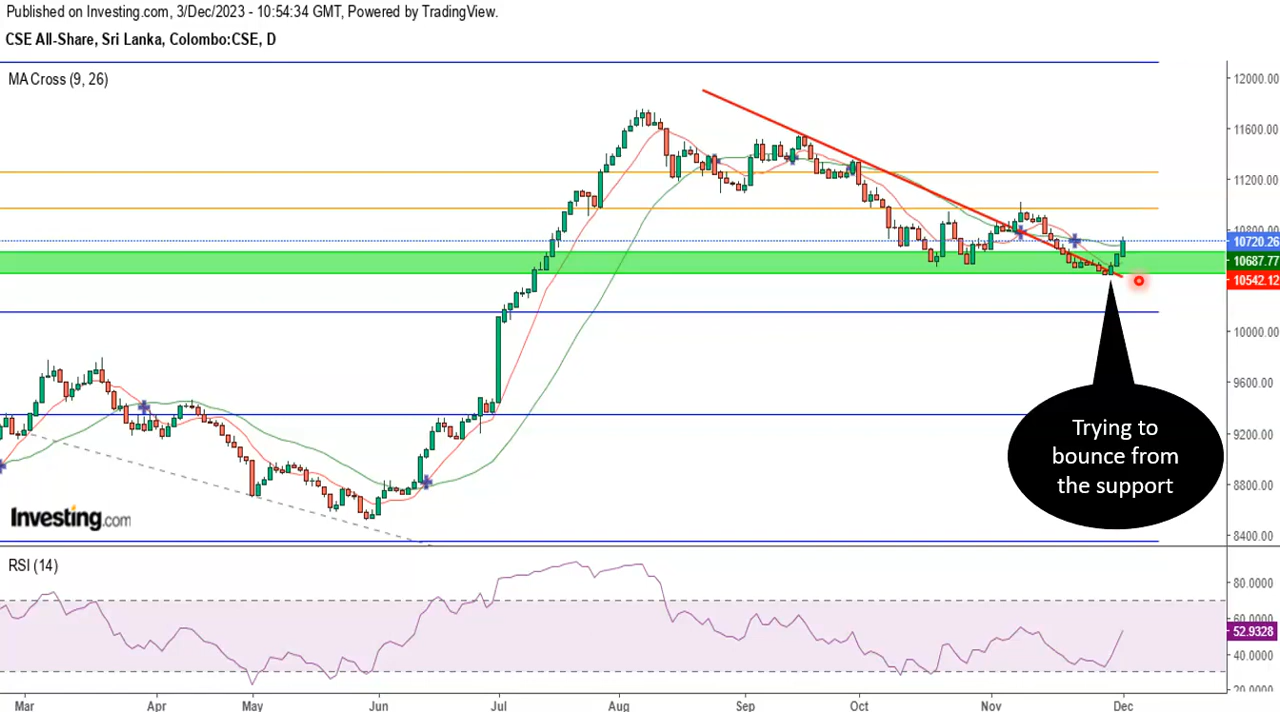 Published on Investing.com, 3/Dec/2023 - 10:54:34 GMT, Powered by TradingView.
CSE All-Share, Sri Lanka, Colombo:CSE, D
MA Cross (9, 26)
12000.00
11600.00
11200.00
10720.26
10687.77
10542.12
10000.00
9600.00
9200.00
8800.00
8400.00
Trying to
bounce from
the support
Investing.com
RSI (14)
80.0000
60.0000
52.9328
40.0000
20.0000
Mar Apr May Jun Jul Aug Sep Oct Nov Dec